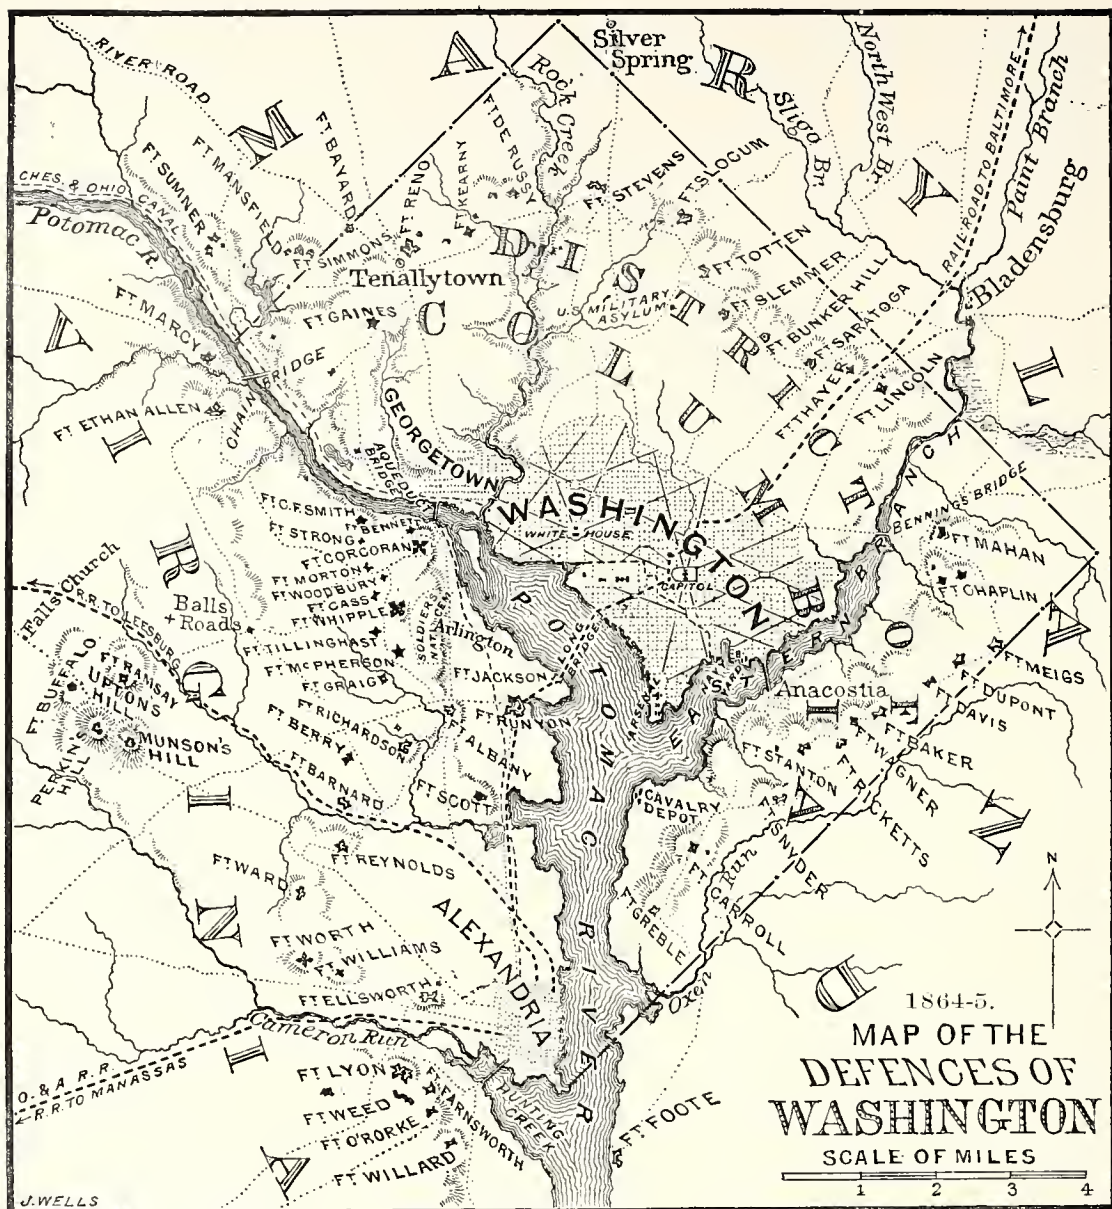 Silver
Spring
MARYLAND
VIRGINIA
DISTRICT OF
COLUMBIA
RIVER ROAD
Rock
Creek
Sligo Br.
North West Br.
Paint Branch
RAILROAD TO BALTIMORE
Bladensburg
CHES. & OHIO
CANAL
Potomac R.
FT. SUMNER
FT. MANSFIELD
FT. BAYARD
FT. SIMMONS
FT. RENO
FT. KEARNY
FT. DE RUSSY
FT. STEVENS
FT. SLOCUM
FT. TOTTEN
FT. SLEMMER
FT. BUNKER HILL
FT. SARATOGA
FT. THAYER
FT. LINCOLN
U.S. MILITARY
ASYLUM
Tenallytown
FT. GAINES
FT. MARCY
CHAIN BRIDGE
FT. ETHAN ALLEN
GEORGETOWN
AQUEDUCT
BRIDGE
WASHINGTON
WHITE HOUSE
CAPITOL
EASTERN BRANCH
BENNINGS' BRIDGE
FT. MAHAN
FT. CHAPLIN
FT. MEIGS
FT. DUPONT
FT. DAVIS
FT. BAKER
FT. WAGNER
FT. RICKETTS
FT. STANTON
FT. SNYDER
FT. CARROLL
FT. GREBLE
Anacostia
NAVY
YARD
ARSENAL
LONG
BRIDGE
CAVALRY
DEPOT
Oxen Run
POTOMAC RIVER
FT. C.F. SMITH
FT. BENNETT
FT. STRONG
FT. CORCORAN
FT. MORTON
FT. WOODBURY
FT. CASS
FT. WHIPPLE
FT. TILLINGHAST
FT. McPHERSON
FT. CRAIG
SOLDIERS
NATL. CEM.
Arlington
FT. JACKSON
FT. RUNYON
FT. ALBANY
FT. RICHARDSON
FT. BERRY
FT. BARNARD
FT. SCOTT
Falls Church
R.R. TO LEESBURG
Balls
+ Roads
FT. BUFFALO
FT. RAMSAY
UPTONS
HILL
MUNSON'S
HILL
PERKINS
HILL
FT. REYNOLDS
FT. WARD
FT. WORTH
FT. WILLIAMS
FT. ELLSWORTH
ALEXANDRIA
Cameron Run
O. & A. R.R.
R.R. TO MANASSAS
FT. LYON
FT. WEED
FT. FARNSWORTH
FT. O'RORKE
FT. WILLARD
HUNTING
CREEK
FT. FOOTE
N
1864-5.
MAP OF THE
DEFENCES OF
WASHINGTON
SCALE OF MILES
1 2 3 4
J. WELLS